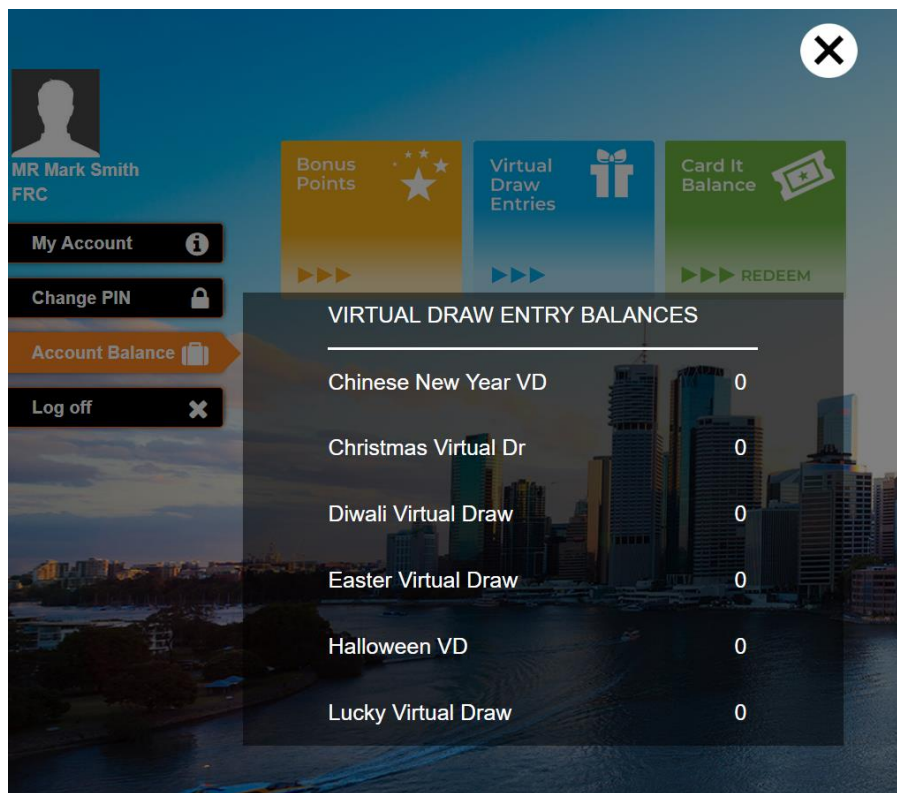 MR Mark Smith
FRC
My Account
Change PIN
Account Balance
Log off
Bonus
Points
Virtual
Draw
Entries
Card It
Balance
REDEEM
VIRTUAL DRAW ENTRY BALANCES
Chinese New Year VD 0
Christmas Virtual Dr 0
Diwali Virtual Draw 0
Easter Virtual Draw 0
Halloween VD 0
Lucky Virtual Draw 0